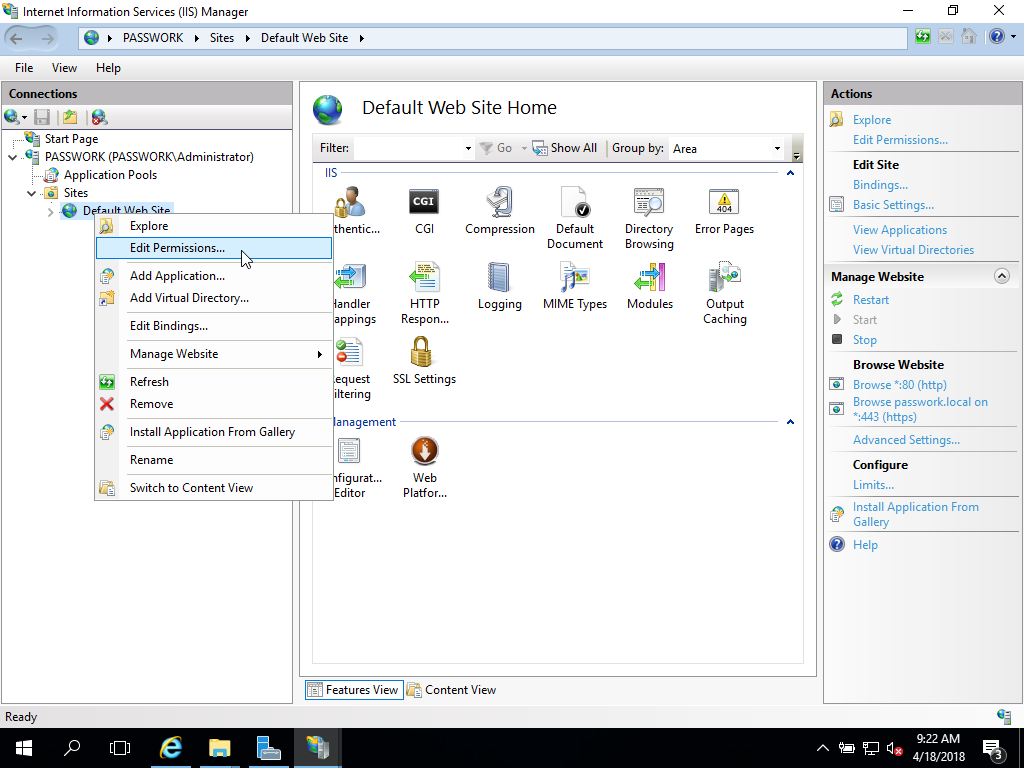 Internet Information Services (IIS) Manager
PASSWORK
Sites
Default Web Site
File
View
Help
Connections
Start Page
PASSWORK (PASSWORK\Administrator)
Application Pools
Sites
Default Web Site
Explore
Edit Permissions...
Add Application...
Add Virtual Directory...
Edit Bindings...
Manage Website
Refresh
Remove
Install Application From Gallery
Rename
Switch to Content View
Default Web Site Home
Filter:
Go
Show All
Group by:
Area
IIS
thentic...
CGI
CGI
Compression
Default
Document
Directory
Browsing
404
Error Pages
andler
appings
HTTP
Respon...
Logging
MIME Types
Modules
Output
Caching
equest
iltering
SSL Settings
anagement
nfigurat...
Editor
Web
Platfor...
Features View
Content View
Actions
Explore
Edit Permissions...
Edit Site
Bindings...
Basic Settings...
View Applications
View Virtual Directories
Manage Website
Restart
Start
Stop
Browse Website
Browse *:80 (http)
Browse passwork.local on
*:443 (https)
Advanced Settings...
Configure
Limits...
Install Application From
Gallery
Help
Ready
9:22 AM
4/18/2018
3